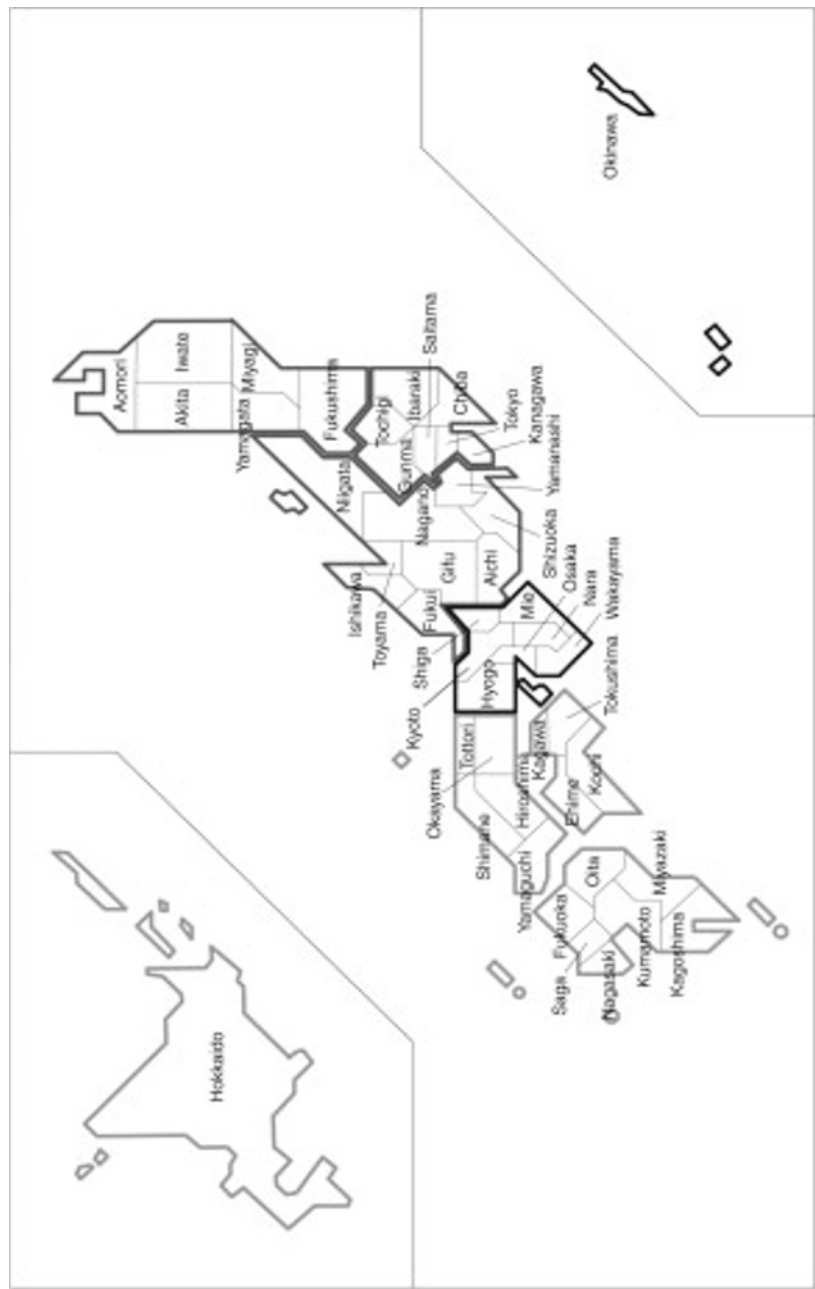 Okinawa
Aomori
Akita
Iwate
Yamagata
Miyagi
Fukushima
Niigata
Tochigi
Gunma
Ibaraki
Saitama
Chiba
Tokyo
Kanagawa
Yamanashi
Nagano
Shizuoka
Ishikawa
Toyama
Gifu
Aichi
Fukui
Shiga
Kyoto
Hyogo
Mie
Osaka
Nara
Wakayama
Tottori
Okayama
Shimane
Hiroshima
Yamaguchi
Kagawa
Tokushima
Ehime
Kochi
Fukuoka
Oita
Saga
Nagasaki
Kumamoto
Miyazaki
Kagoshima
Hokkaido